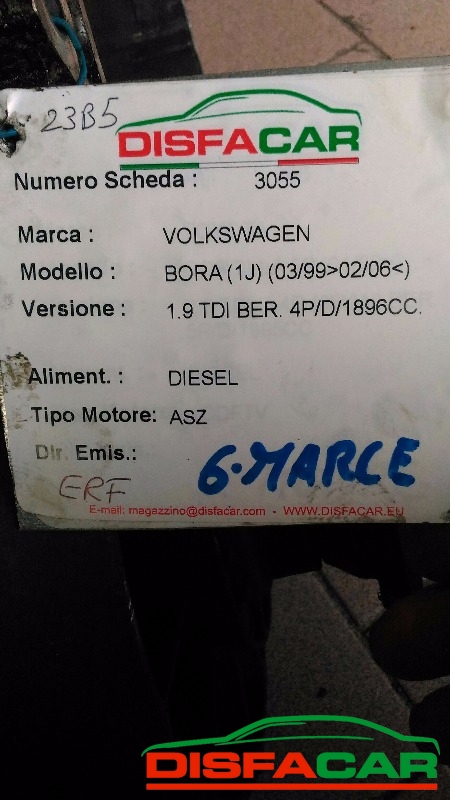 23B5
DISFACAR
Numero Scheda : 3055
Marca : VOLKSWAGEN
Modello : BORA (1J) (03/99>02/06<)
Versione : 1.9 TDI BER. 4P/D/1896CC.
Aliment. : DIESEL
Tipo Motore: ASZ
Dir. Emis.:
6·MARCE
ERF
E-mail: magazzino@disfacar.com - WWW.DISFACAR.EU
DISFACAR